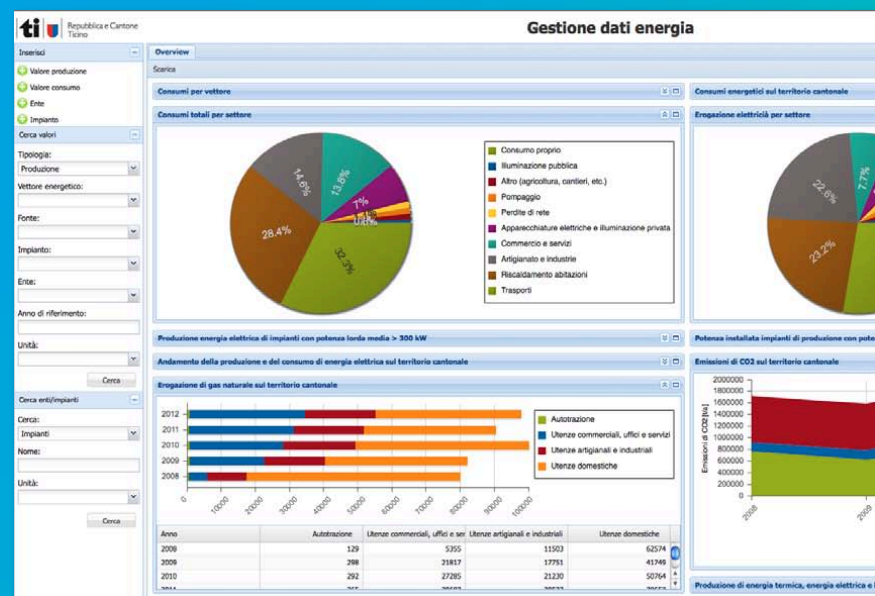 ti
Repubblica e Cantone
Ticino
Gestione dati energia
Inserisci
Valore produzione
Valore consumo
Ente
Impianto
Cerca valori
Tipologia:
Produzione
Vettore energetico:
Fonte:
Impianto:
Ente:
Anno di riferimento:
Unità:
Cerca
Cerca enti/impianti
Cerca:
Impianti
Nome:
Unità:
Cerca
Overview
Scarica
Consumi per vettore
Consumi totali per settore
14.6%
13.8%
7%
28.4%
32.3%
Consumo proprio
Illuminazione pubblica
Altro (agricoltura, cantieri, etc.)
Pompaggio
Perdite di rete
Apparecchiature elettriche e illuminazione privata
Commercio e servizi
Artigianato e industrie
Riscaldamento abitazioni
Trasporti
Produzione energia elettrica di impianti con potenza lorda media > 300 kW
Andamento della produzione e del consumo di energia elettrica sul territorio cantonale
Erogazione di gas naturale sul territorio cantonale
2012
2011
2010
2009
2008
0 10000 20000 30000 40000 50000 60000 70000 80000 90000 100000
Autotrazione
Utenze commerciali, uffici e servizi
Utenze artigianali e industriali
Utenze domestiche
Anno Autotrazione Utenze commerciali, uffici e ser Utenze artigianali e industriali Utenze domestiche
2008 129 5355 11503 62574
2009 298 21817 17751 41749
2010 292 27285 21230 50764
Consumi energetici sul territorio cantonale
Erogazione elettricià per settore
22.6%
7.7%
23.2%
Potenza installata impianti di produzione con pote
Emissioni di CO2 sul territorio cantonale
Emissioni di CO2 [t/a]
2000000
1800000
1600000
1400000
1200000
1000000
800000
600000
400000
200000
0
2008
2009
Produzione di energia termica, energia elettrica e